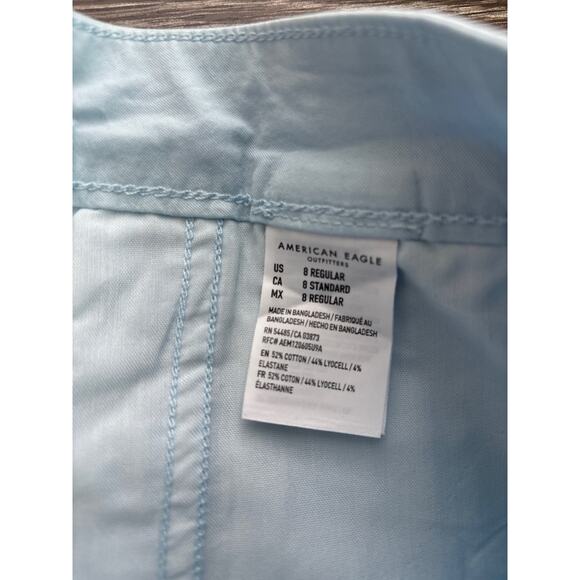 AMERICAN EAGLE
OUTFITTERS
US 8 REGULAR
CA 8 STANDARD
MX 8 REGULAR
MADE IN BANGLADESH / FABRIQUÉ AU
BANGLADESH / HECHO EN BANGLADESH
RN 54485/CA 03873
RFC# AEM120605U9A
EN 52% COTTON / 44% LYOCELL / 4%
ELASTANE
FR 52% COTON / 44% LYOCELL / 4%
ÉLASTHANNE